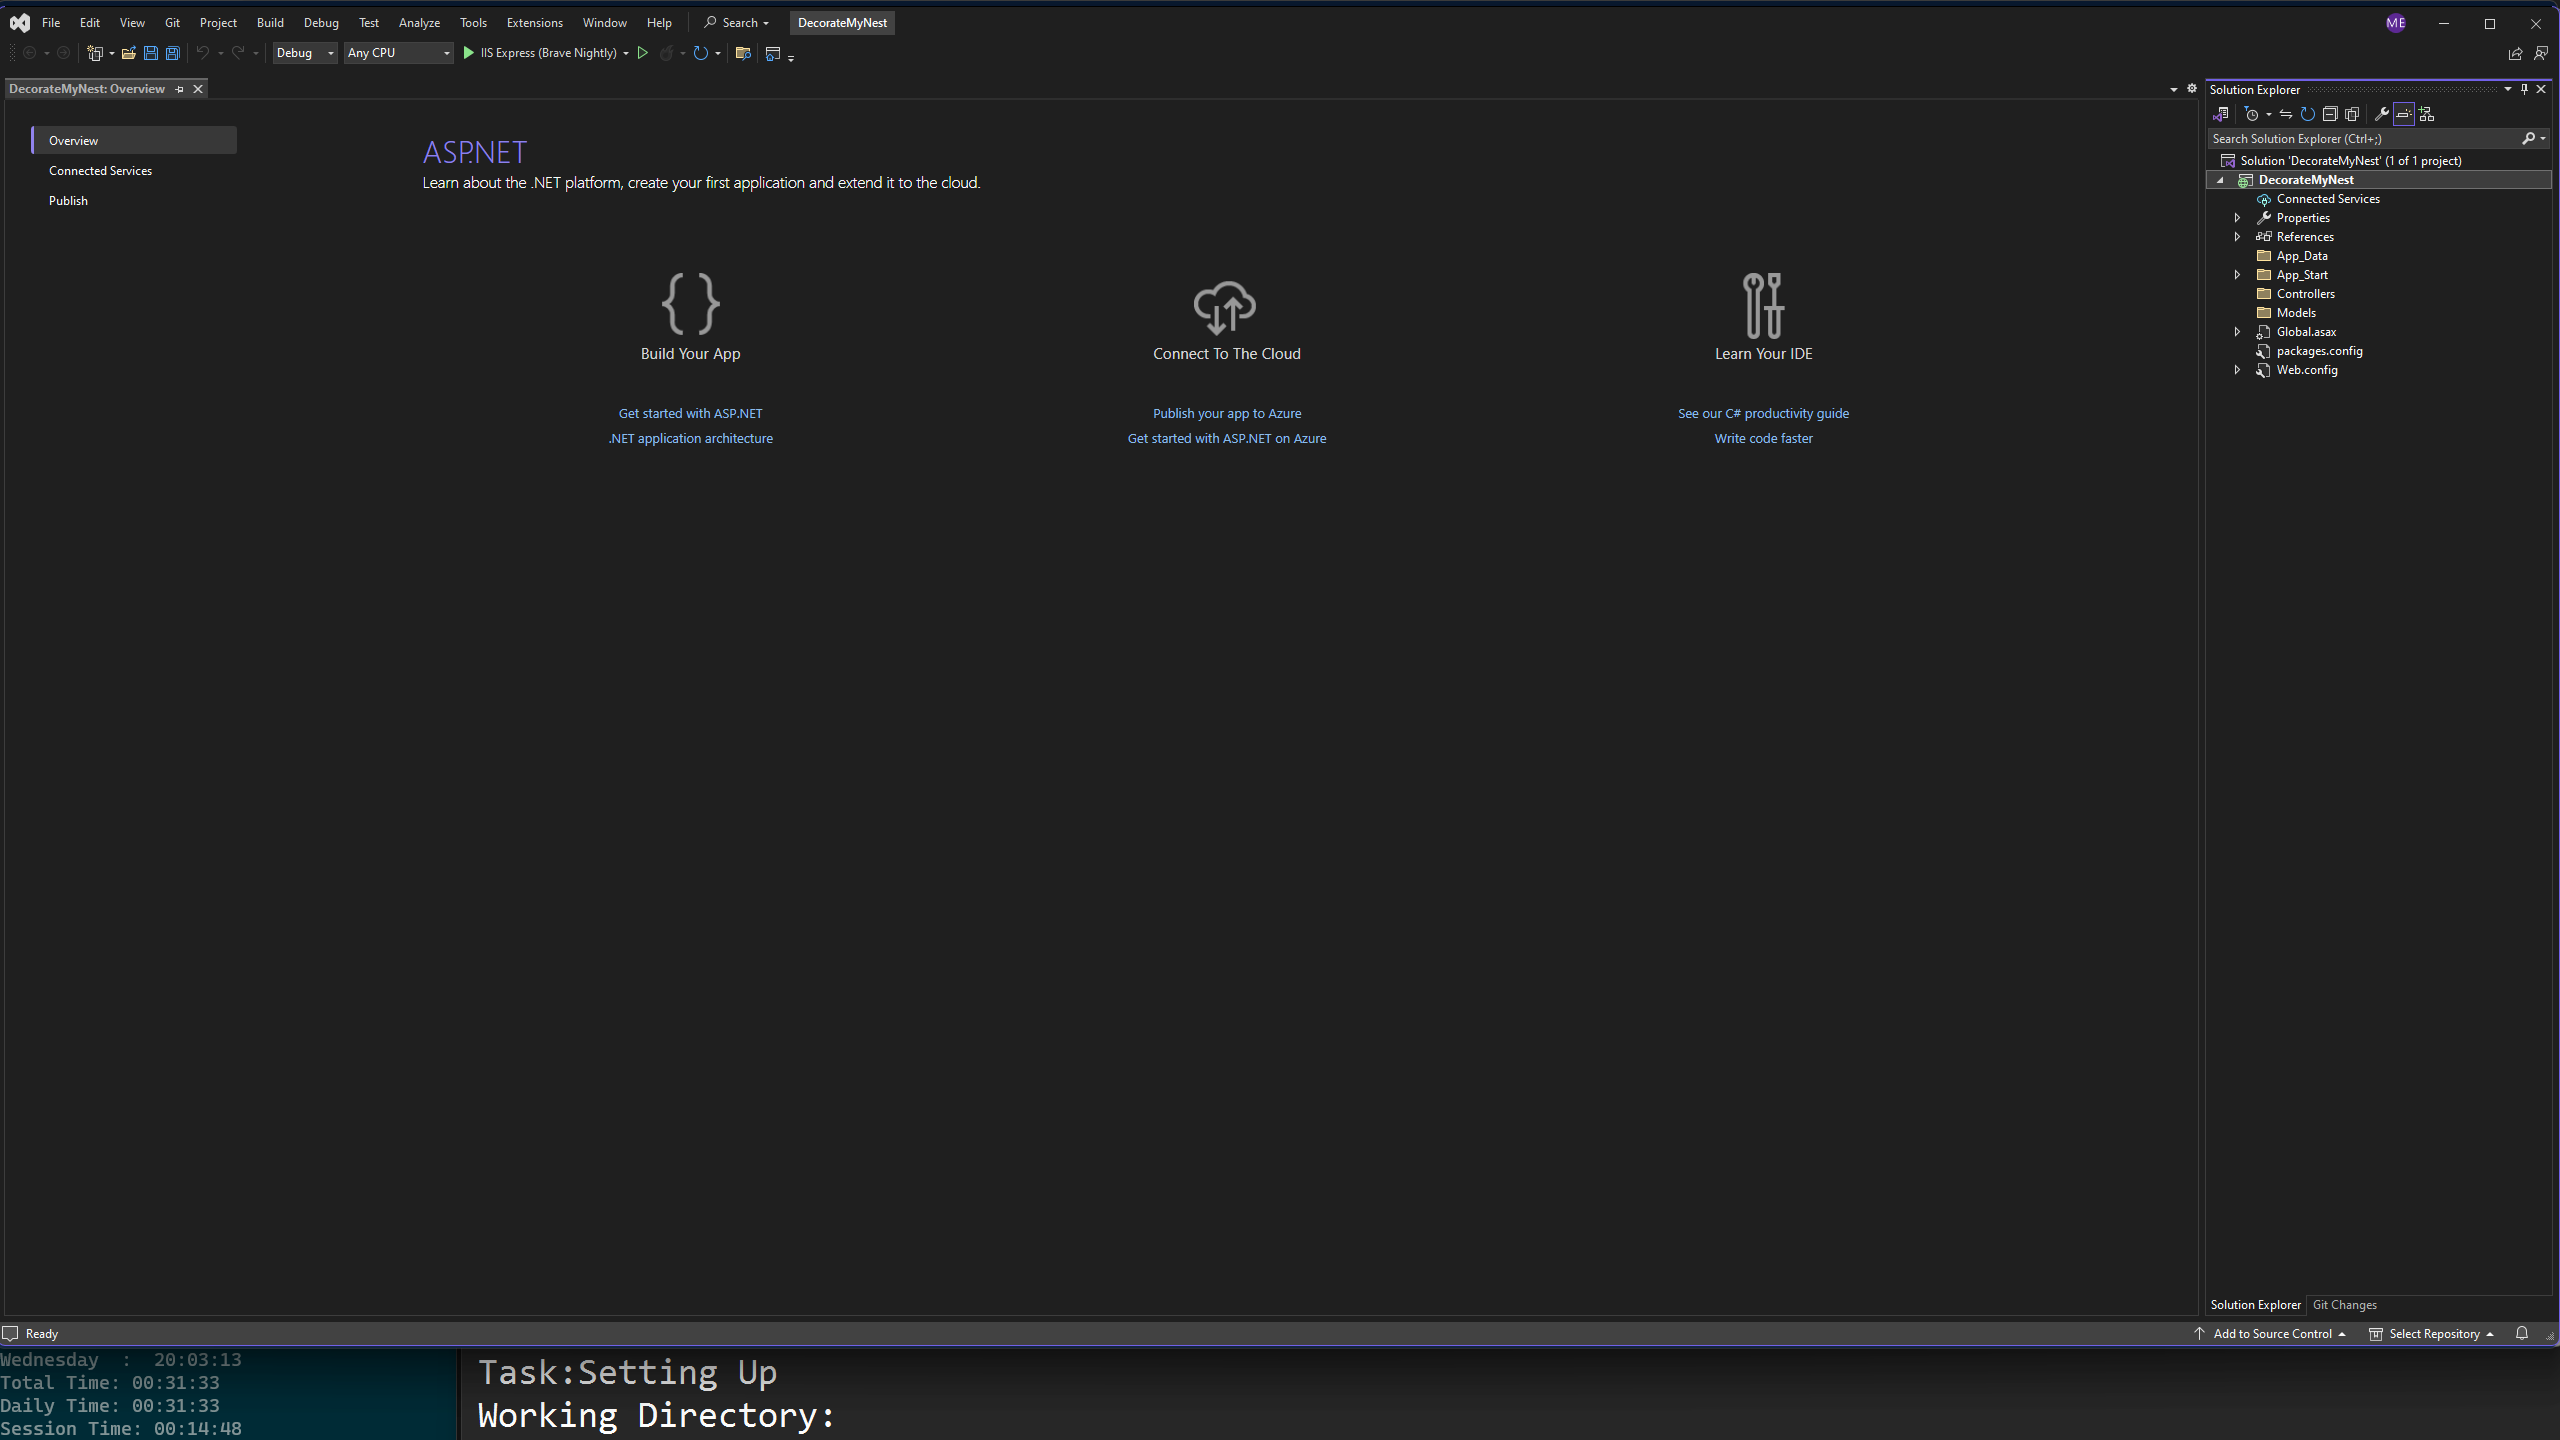 File Edit View Git Project Build Debug Test Analyze Tools Extensions Window Help Search DecorateMyNest ME
Debug Any CPU IIS Express (Brave Nightly)
DecorateMyNest: Overview
Overview
Connected Services
Publish
ASP.NET
Learn about the .NET platform, create your first application and extend it to the cloud.
Build Your App
Get started with ASP.NET
.NET application architecture
Connect To The Cloud
Publish your app to Azure
Get started with ASP.NET on Azure
Learn Your IDE
See our C# productivity guide
Write code faster
Solution Explorer
Search Solution Explorer (Ctrl+;)
Solution 'DecorateMyNest' (1 of 1 project)
DecorateMyNest
Connected Services
Properties
References
App_Data
App_Start
Controllers
Models
Global.asax
packages.config
Web.config
Solution Explorer Git Changes
Ready Add to Source Control Select Repository
Wednesday : 20:03:13
Total Time: 00:31:33
Daily Time: 00:31:33
Session Time: 00:14:48
Task:Setting Up
Working Directory: